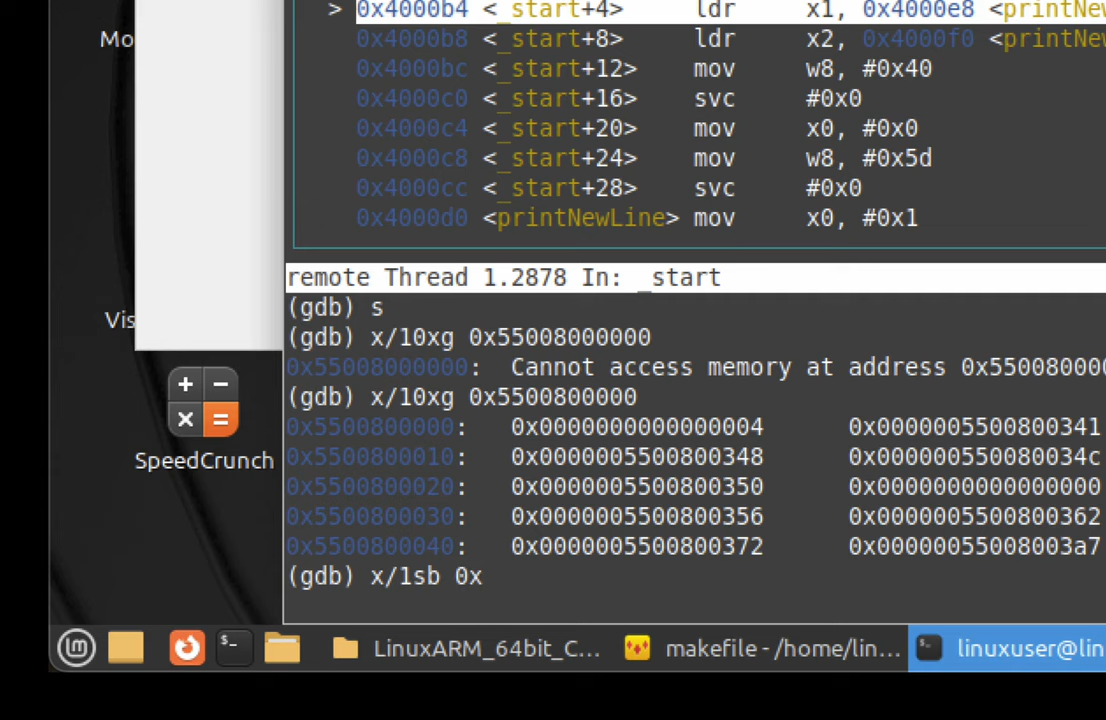 > 0x4000b4 <_start+4> ldr x1, 0x4000e8 <printNew
0x4000b8 <_start+8> ldr x2, 0x4000f0 <printNew
0x4000bc <_start+12> mov w8, #0x40
0x4000c0 <_start+16> svc #0x0
0x4000c4 <_start+20> mov x0, #0x0
0x4000c8 <_start+24> mov w8, #0x5d
0x4000cc <_start+28> svc #0x0
0x4000d0 <printNewLine> mov x0, #0x1
Mo
Vis
SpeedCrunch
remote Thread 1.2878 In: _start
(gdb) s
(gdb) x/10xg 0x55008000000
0x55008000000: Cannot access memory at address 0x550080000
(gdb) x/10xg 0x5500800000
0x5500800000: 0x0000000000000004 0x0000005500800341
0x5500800010: 0x0000005500800348 0x000000550080034c
0x5500800020: 0x0000005500800350 0x0000000000000000
0x5500800030: 0x0000005500800356 0x0000005500800362
0x5500800040: 0x0000005500800372 0x00000055008003a7
(gdb) x/1sb 0x
LinuxARM_64bit_C...
makefile - /home/lin...
linuxuser@lin